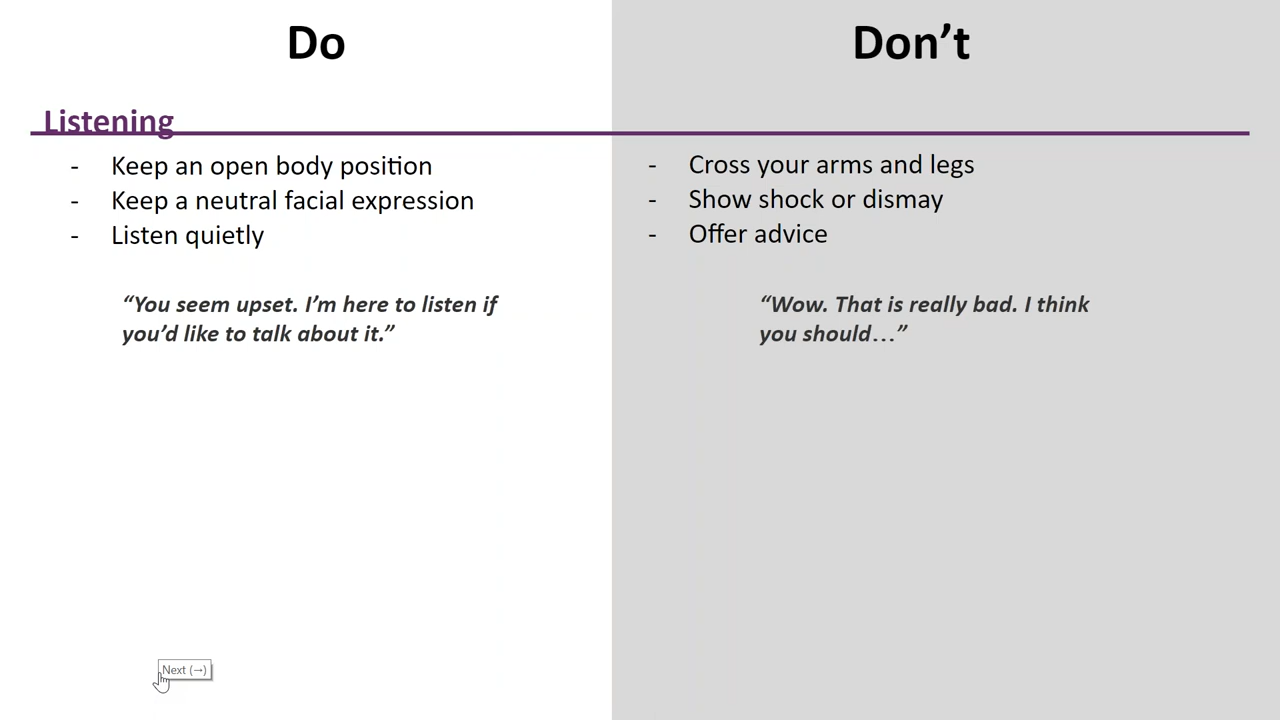 Do
Don’t
Listening
- Keep an open body position
- Keep a neutral facial expression
- Listen quietly
“You seem upset. I’m here to listen if
you’d like to talk about it.”
- Cross your arms and legs
- Show shock or dismay
- Offer advice
“Wow. That is really bad. I think
you should…”
Next (→)